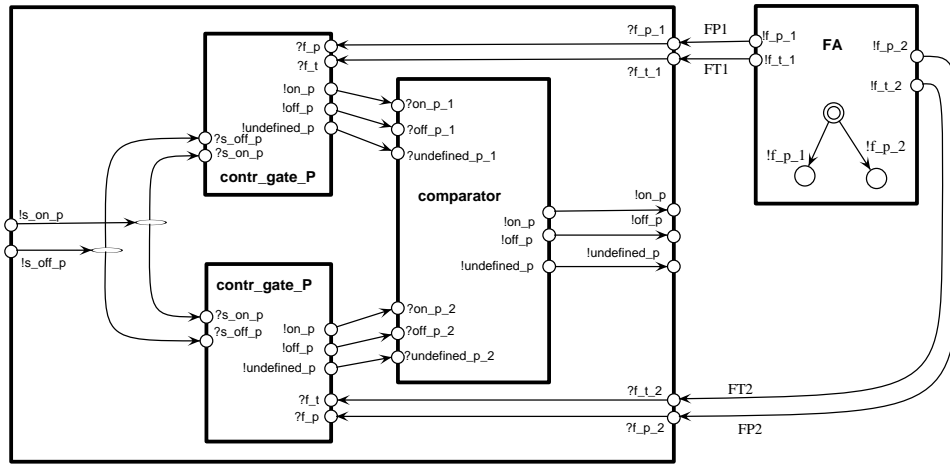 ?f_p_1
FP1
!f_p_1
FA
!f_p_2
?f_p
?f_t
?f_t_1
FT1
!f_t_1
!f_t_2
!on_p
!off_p
!undefined_p
?on_p_1
?off_p_1
?undefined_p_1
?s_off_p
?s_on_p
contr_gate_P
!f_p_1
!f_p_2
comparator
!s_on_p
!s_off_p
!on_p
!off_p
!undefined_p
!on_p
!off_p
!undefined_p
contr_gate_P
?s_on_p
?s_off_p
!on_p
!off_p
!undefined_p
?on_p_2
?off_p_2
?undefined_p_2
?f_t
?f_p
?f_t_2
FT2
?f_p_2
FP2